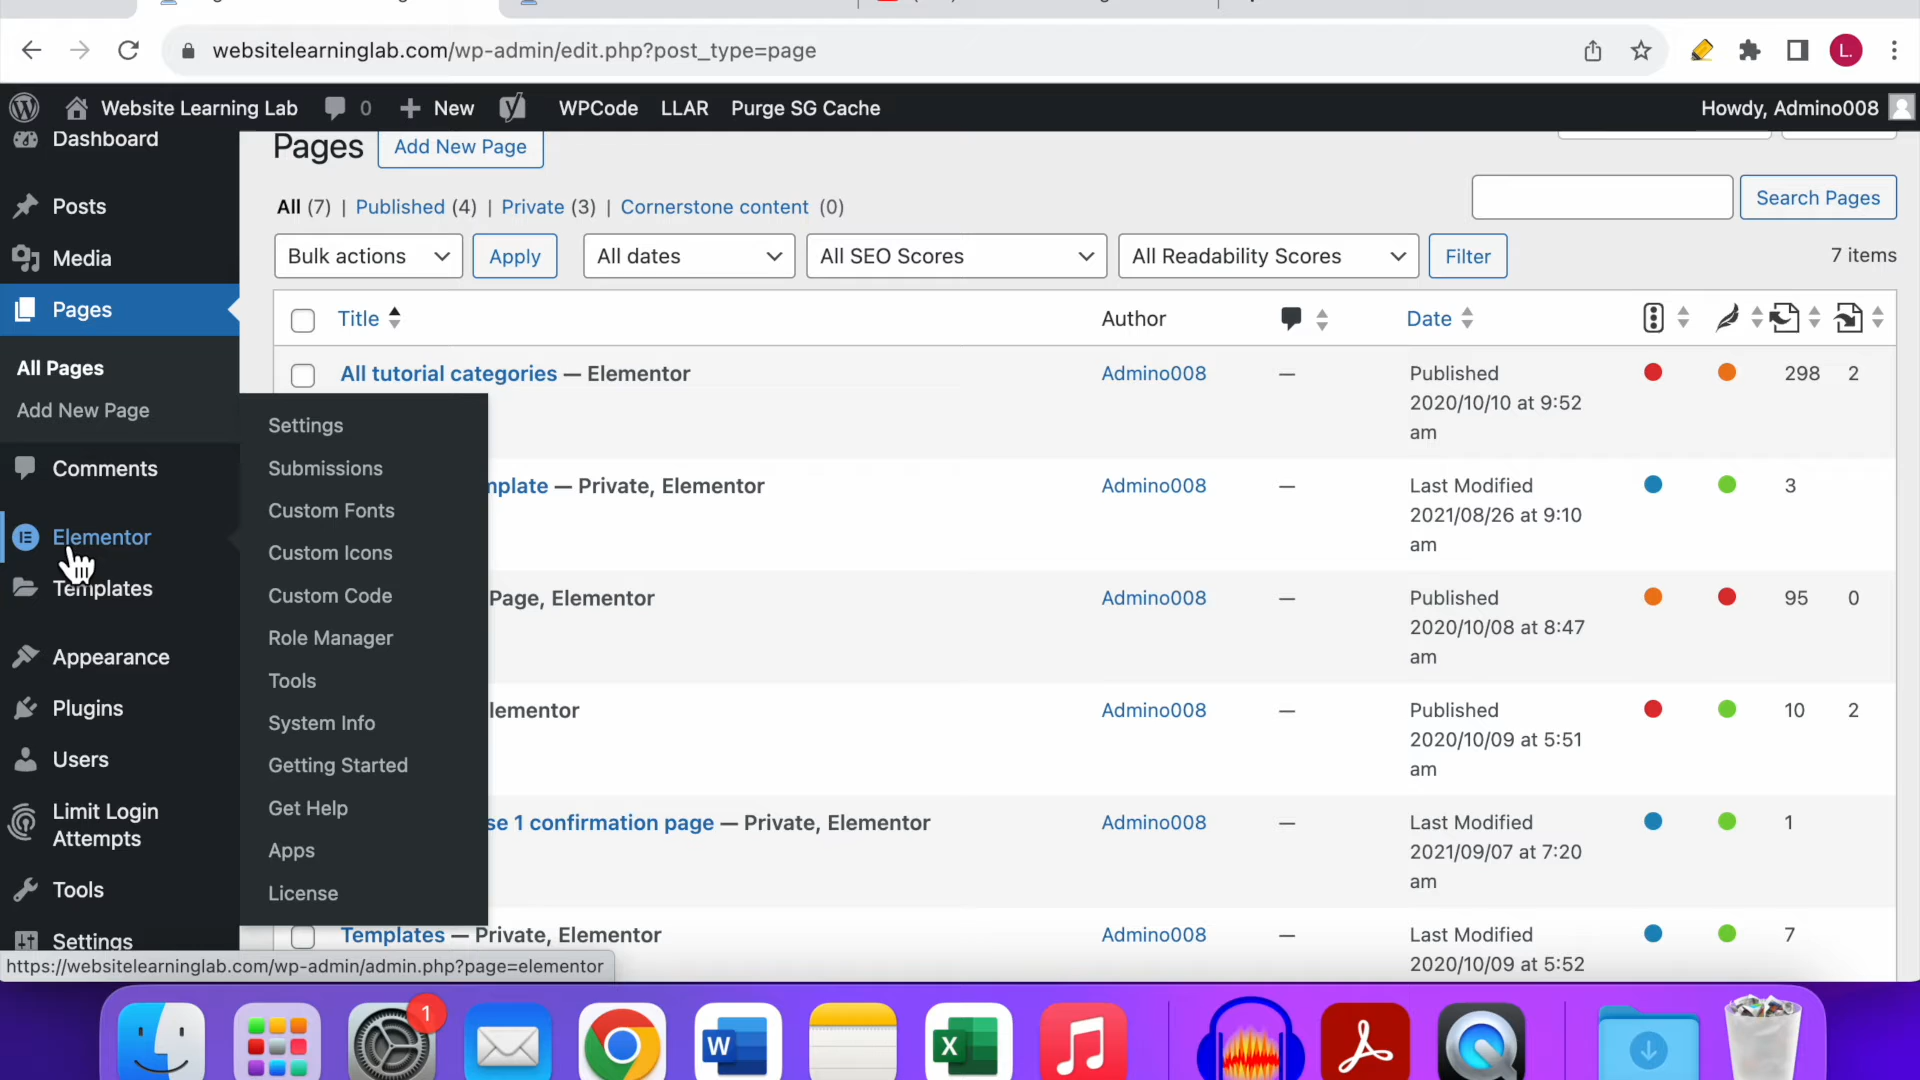 websitelearninglab.com/wp-admin/edit.php?post_type=page
L.
Website Learning Lab 0 New WPCode LLAR Purge SG Cache Howdy, Admino008
Dashboard
Posts
Media
Pages
All Pages
Add New Page
Comments
Elementor
Templates
Appearance
Plugins
Users
Limit Login
Attempts
Tools
Settings
Settings
Submissions
Custom Fonts
Custom Icons
Custom Code
Role Manager
Tools
System Info
Getting Started
Get Help
Apps
License
Pages Add New Page
All (7) | Published (4) | Private (3) | Cornerstone content (0)
Search Pages
Bulk actions Apply All dates All SEO Scores All Readability Scores Filter 7 items
Title Author Date
All tutorial categories — Elementor Admino008 — Published 298 2
2020/10/10 at 9:52
am
mplate — Private, Elementor Admino008 — Last Modified 3
2021/08/26 at 9:10
am
Page, Elementor Admino008 — Published 95 0
2020/10/08 at 8:47
am
lementor Admino008 — Published 10 2
2020/10/09 at 5:51
am
se 1 confirmation page — Private, Elementor Admino008 — Last Modified 1
2021/09/07 at 7:20
am
Templates — Private, Elementor Admino008 — Last Modified 7
2020/10/09 at 5:52
https://websitelearninglab.com/wp-admin/admin.php?page=elementor
1
W
X